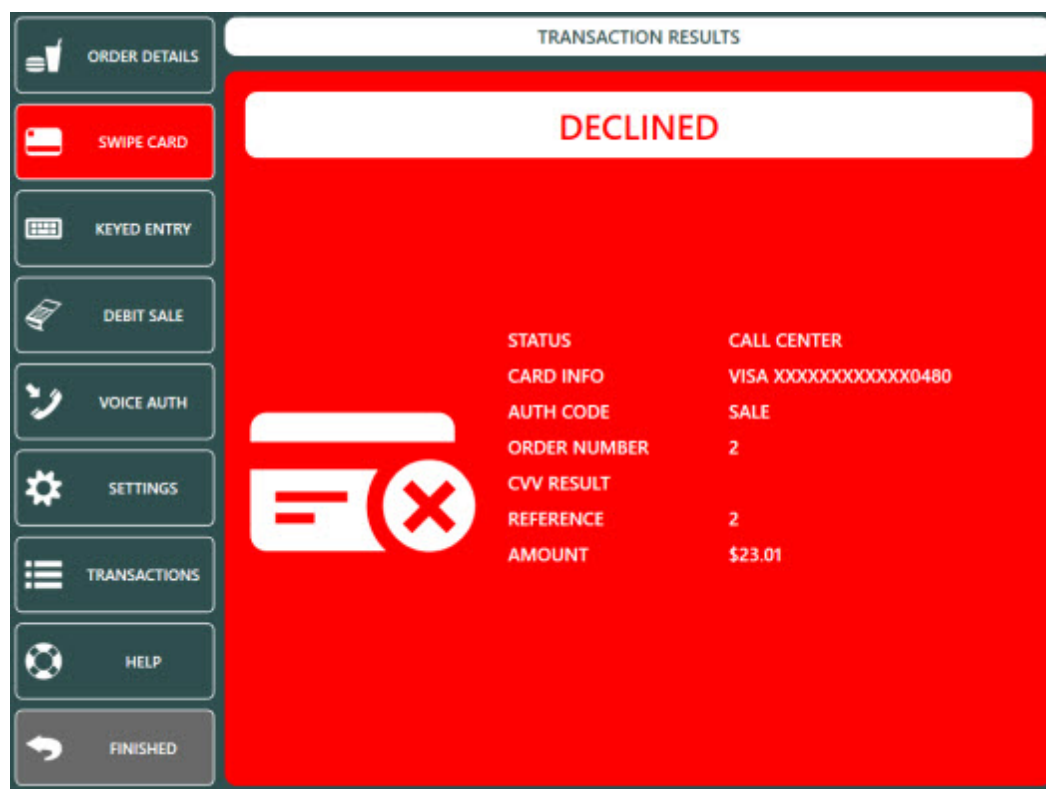 ORDER DETAILS
SWIPE CARD
KEYED ENTRY
DEBIT SALE
VOICE AUTH
SETTINGS
TRANSACTIONS
HELP
FINISHED
TRANSACTION RESULTS
DECLINED
STATUS CALL CENTER
CARD INFO VISA XXXXXXXXXXXX0480
AUTH CODE SALE
ORDER NUMBER 2
CVV RESULT
REFERENCE 2
AMOUNT $23.01